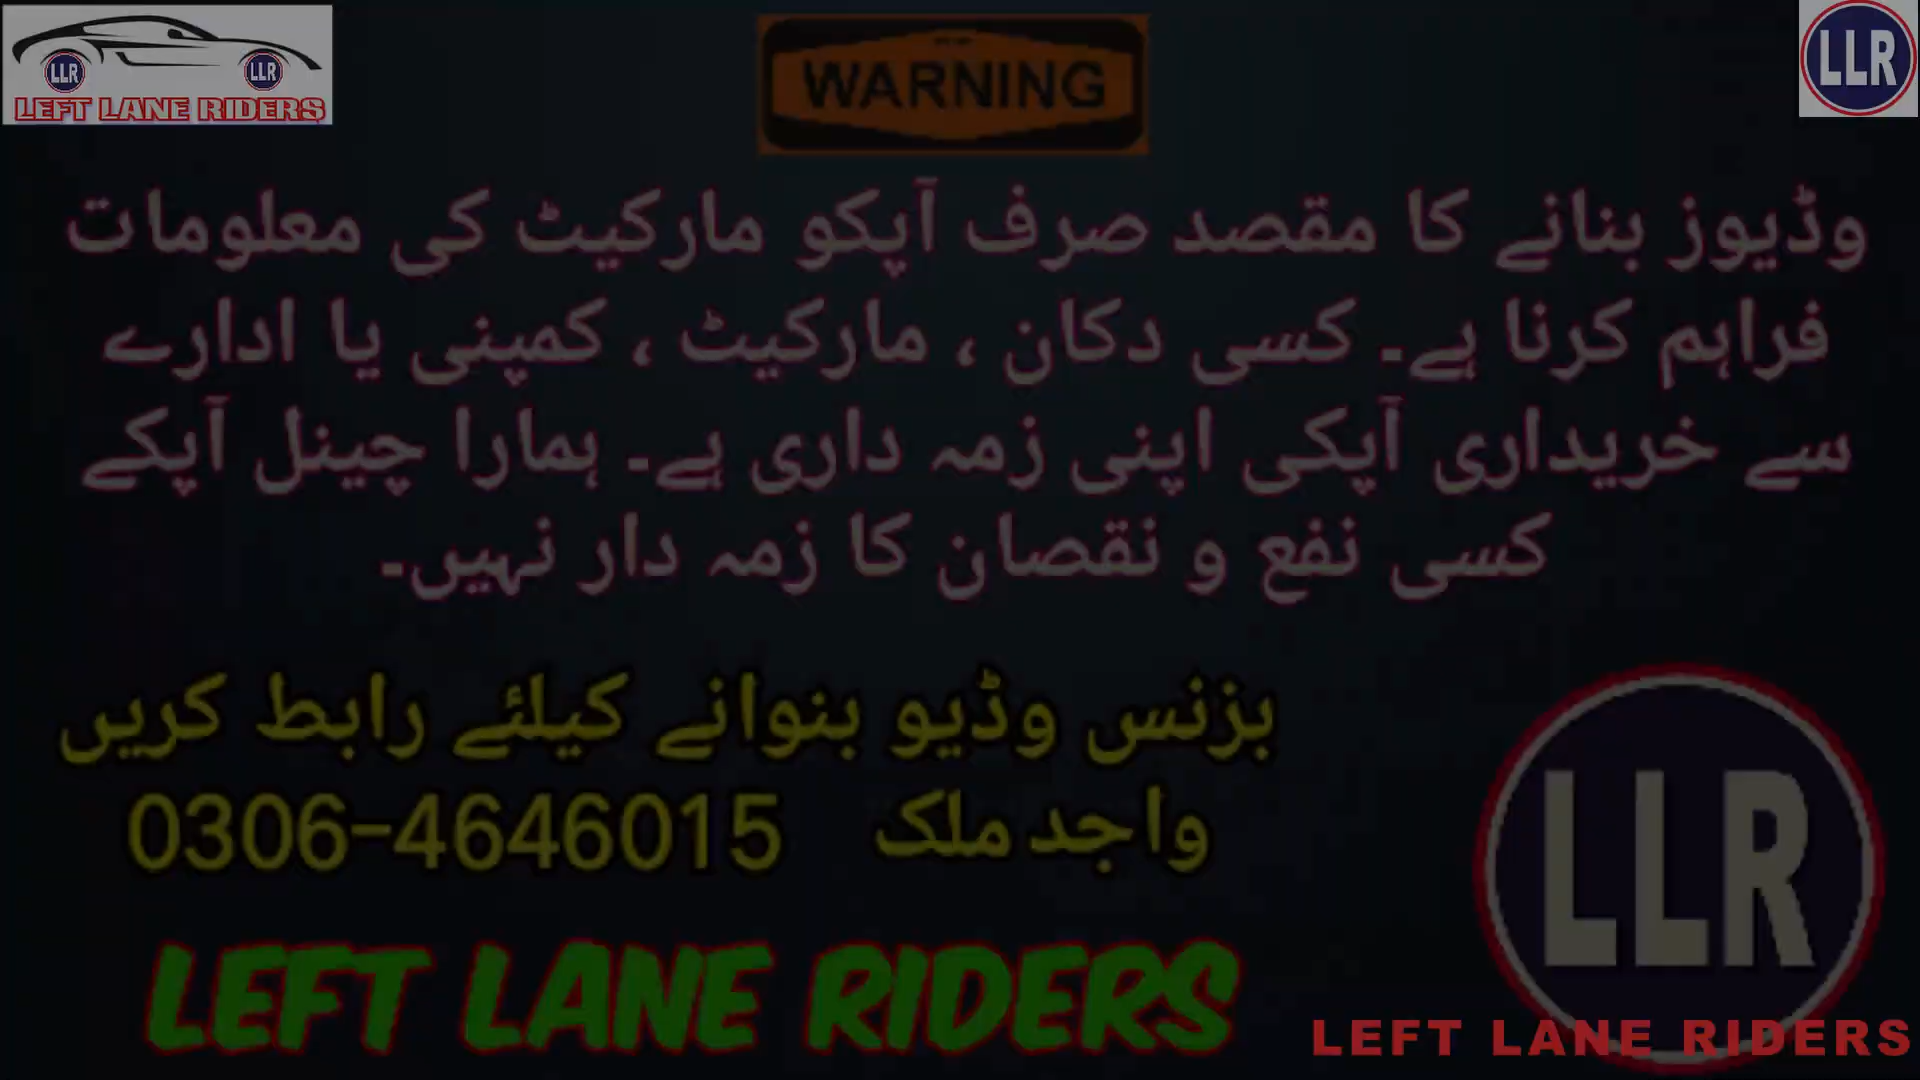 LLR
LLR
LEFT LANE RIDERS
WARNING
LLR
وڈیوز بنانے کا مقصد صرف آپکو مارکیٹ کی معلومات
فراہم کرنا ہے۔ کسی دکان ، مارکیٹ ، کمپنی یا ادارے
سے خریداری آپکی اپنی زمہ داری ہے۔ ہمارا چینل آپکے
کسی نفع و نقصان کا زمہ دار نہیں۔
بزنس وڈیو بنوانے کیلئے رابط کریں
واجد ملک 0306-4646015
LEFT LANE RIDERS
LLR
LEFT LANE RIDERS